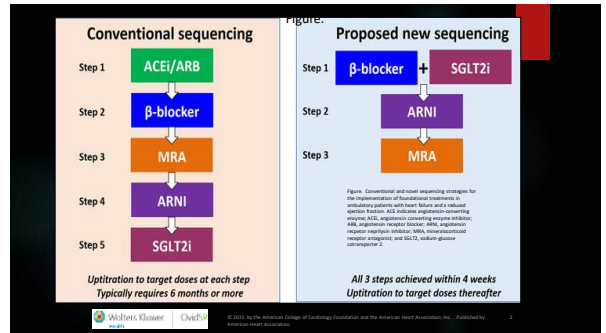 Figure.
Conventional sequencing
Step 1 ACEi/ARB
Step 2 β-blocker
Step 3 MRA
Step 4 ARNI
Step 5 SGLT2i
Uptitration to target doses at each step
Typically requires 6 months or more
Proposed new sequencing
Step 1 β-blocker + SGLT2i
Step 2 ARNI
Step 3 MRA
Figure. Conventional and novel sequencing strategies for
the implementation of foundational treatments in
ambulatory patients with heart failure and a reduced
ejection fraction. ACE indicates angiotensin-converting
enzyme; ACEi, angiotensin converting enzyme inhibitor;
ARB, angiotensin receptor blocker; ARNI, angiotensin
receptor neprilysin inhibitor; MRA, mineralocorticoid
receptor antagonist; and SGLT2, sodium-glucose
cotransporter 2.
All 3 steps achieved within 4 weeks
Uptitration to target doses thereafter
Wolters Kluwer
Health
OvidSP
© 2021 by the American College of Cardiology Foundation and the American Heart Association, Inc. Published by
American Heart Association.
2